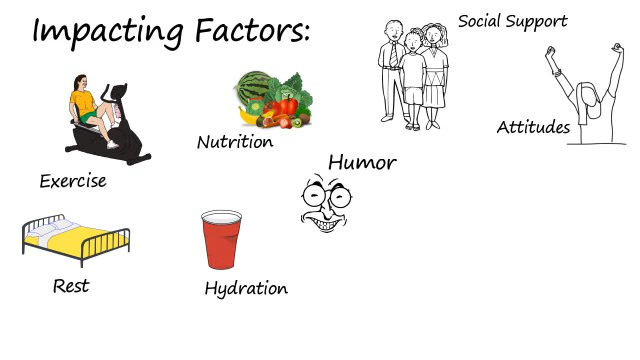 Impacting Factors:
Social Support
Attitudes
Nutrition
Humor
Exercise
Rest
Hydration